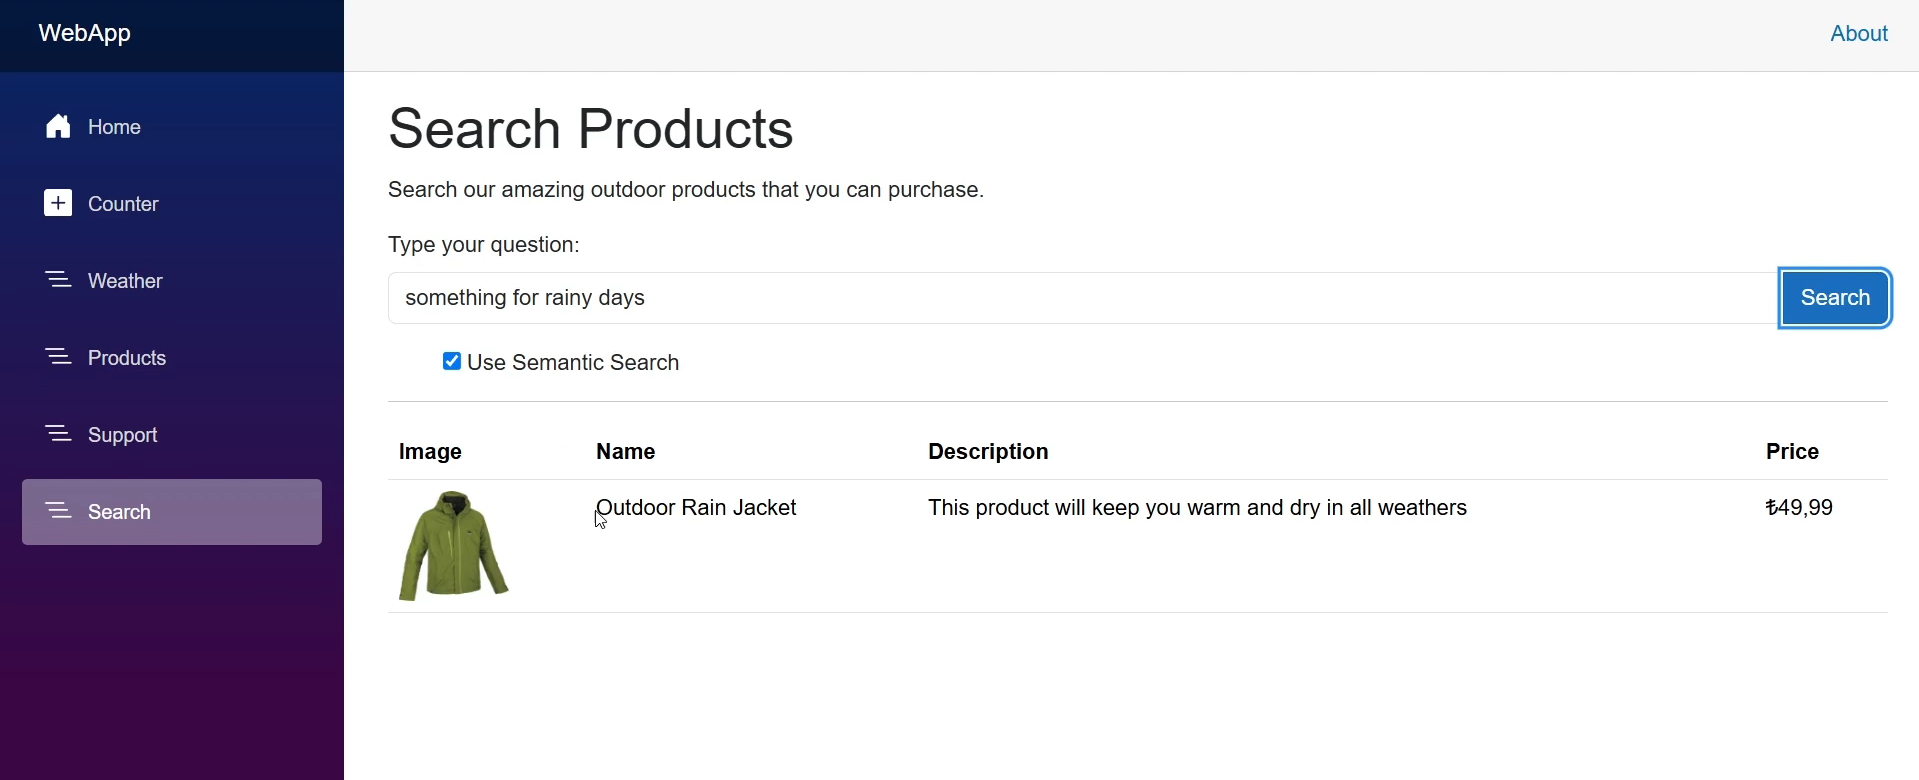 WebApp
About
Home
Counter
Weather
Products
Support
Search
Search Products
Search our amazing outdoor products that you can purchase.
Type your question:
something for rainy days
Search
Use Semantic Search
Image Name Description Price
Outdoor Rain Jacket This product will keep you warm and dry in all weathers ₺49,99